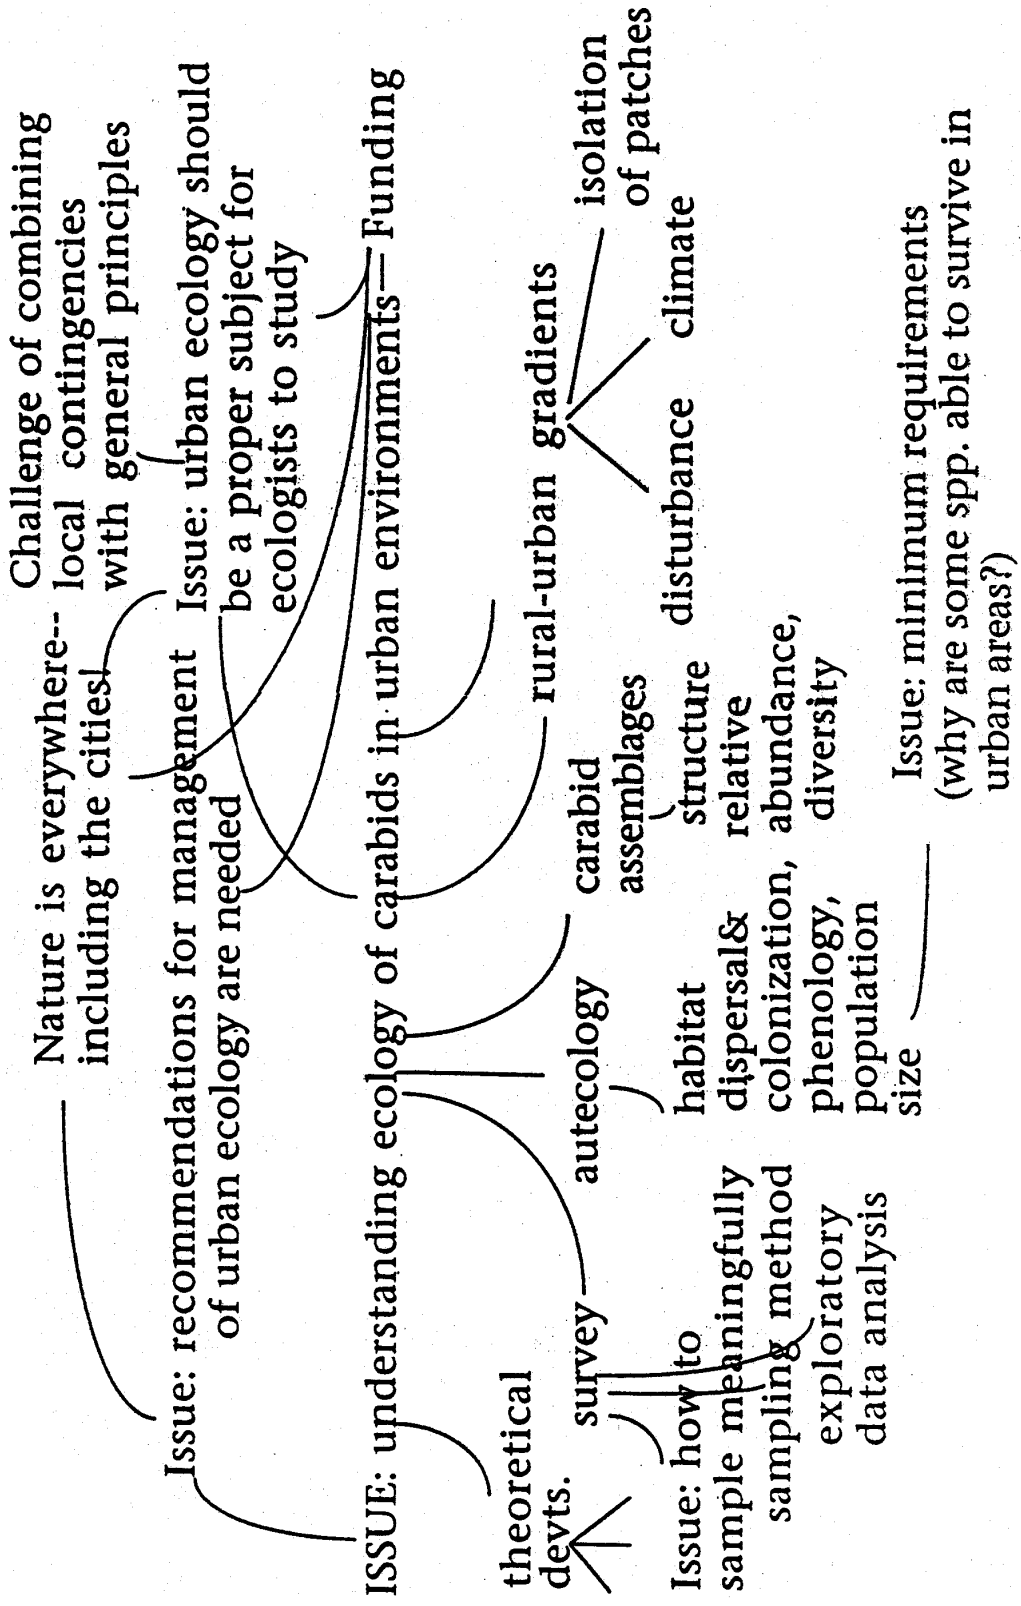 Challenge of combining
local contingencies
with general principles
Nature is everywhere--
including the cities!
Issue: urban ecology should
be a proper subject for
ecologists to study
Issue: recommendations for management
of urban ecology are needed
ISSUE: understanding ecology of carabids in urban environments—Funding
theoretical
devts.
survey
autecology
carabid
assemblages
rural-urban gradients
isolation
of patches
climate
disturbance
Issue: how to
sample meaningfully
sampling method
exploratory
data analysis
habitat
dispersal&
colonization,
phenology,
population
size
structure
relative
abundance,
diversity
Issue: minimum requirements
(why are some spp. able to survive in
urban areas?)